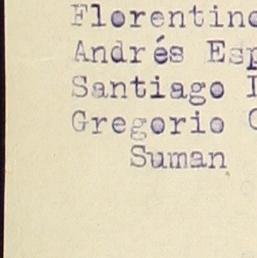 Florentino
Andrés Esp
Santiago
Gregorio
Suman